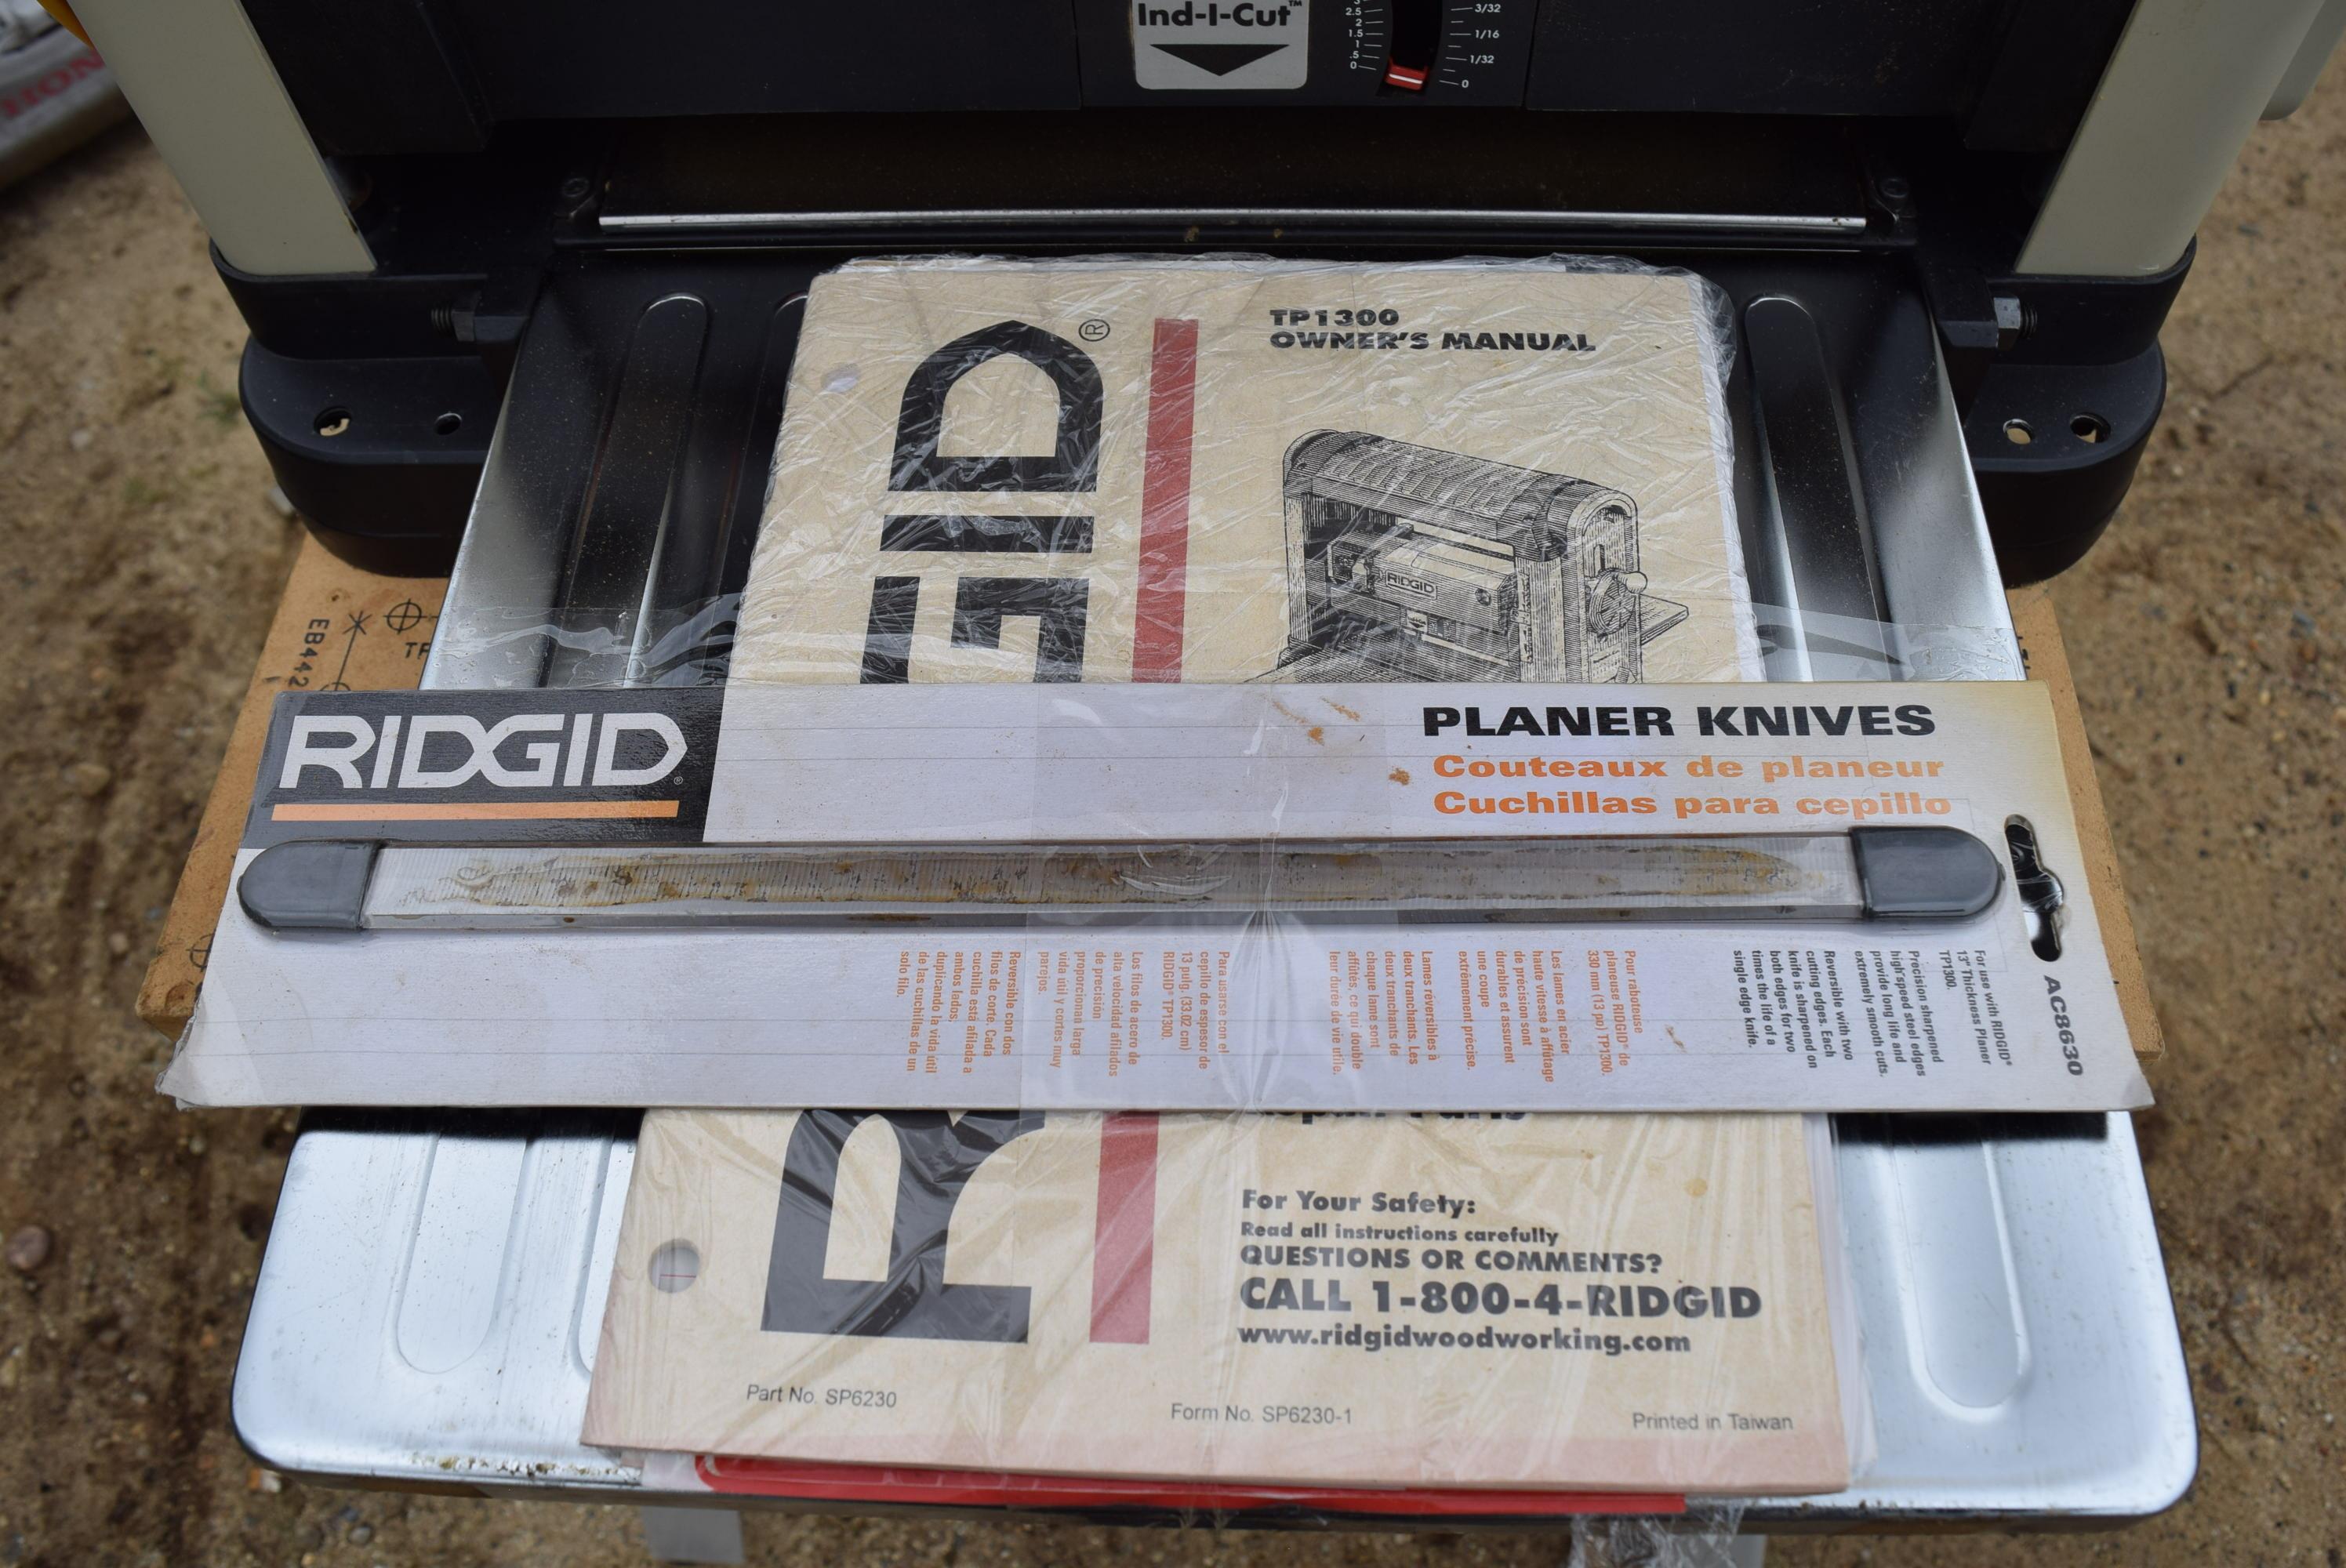 Ind-I-Cut™
2.5
2
1.5
1
.5
0
3/32
1/16
1/32
0
HON
TP1300
OWNER'S MANUAL
GID®
RIDGID
EB442
RIDGID®
PLANER KNIVES
Couteaux de planeur
Cuchillas para cepillo
AC8630
For use with RIDGID®
13" Thickness Planer
TP1300.
Precision sharpened
high speed steel edges
provide long life and
extremely smooth cuts.
Reversible with two
cutting edges. Each
knife is sharpened on
both edges for two
times the life of a
single edge knife.
Pour raboteuse
planeuse RIDGID® de
330 mm (13 po) TP1300.
Les lames en acier
haute vitesse à affûtage
de précision sont
durables et assurent
une coupe
extrêmement précise.
Lames réversibles à
deux tranchants. Les
deux tranchants de
chaque lame sont
affûtés, ce qui double
leur durée de vie utile.
Para usarse con el
cepillo de espesor de
13 pulg. (33.02 cm)
RIDGID® TP1300.
Los filos de acero de
alta velocidad afilados
de precisión
proporcionan larga
vida útil y cortes muy
parejos.
Reversible con dos
filos de corte. Cada
cuchilla está afilada a
ambos lados,
duplicando la vida útil
de las cuchillas de un
solo filo.
R
Repair Parts
For Your Safety:
Read all instructions carefully
QUESTIONS OR COMMENTS?
CALL 1-800-4-RIDGID
www.ridgidwoodworking.com
Part No. SP6230
Form No. SP6230-1
Printed in Taiwan